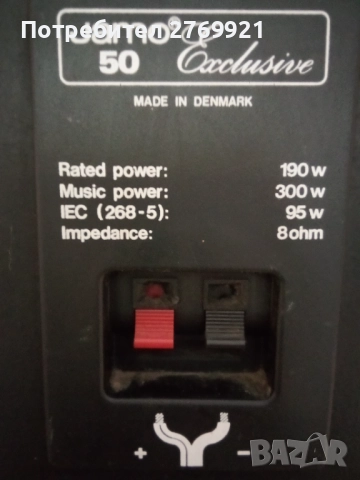 Потребител 2769921
Jamo®
50 Exclusive
MADE IN DENMARK
Rated power: 190 w
Music power: 300 w
IEC (268-5): 95 w
Impedance: 8 ohm
+ −
BAZAR